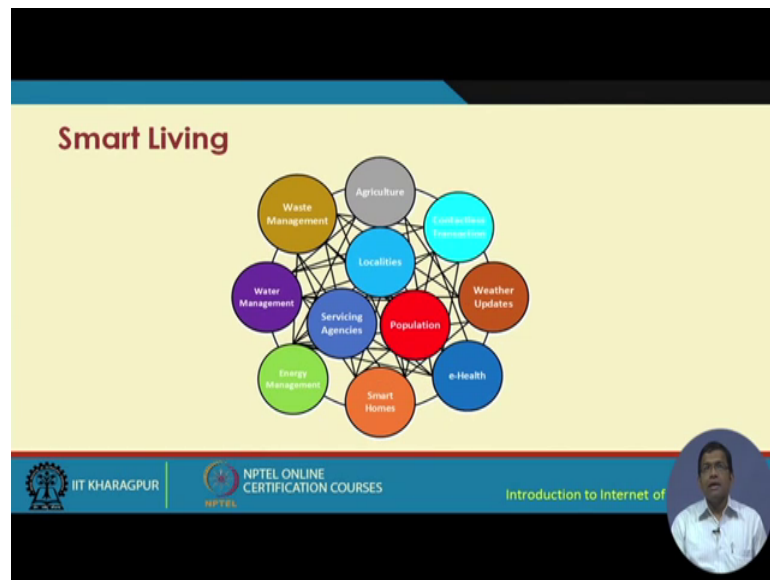 Smart Living
Agriculture
Waste
Management
Contactless
Transaction
Localities
Water
Management
Weather
Updates
Servicing
Agencies
Population
Energy
Management
e-Health
Smart
Homes
IIT KHARAGPUR
NPTEL
NPTEL ONLINE
CERTIFICATION COURSES
Introduction to Internet of